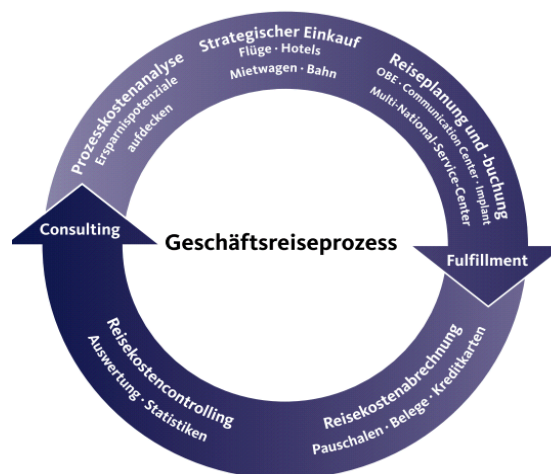 Prozesskostenanalyse
Ersparnispotenziale
aufdecken
Strategischer Einkauf
Flüge · Hotels
Mietwagen · Bahn
Reiseplanung und -buchung
OBE · Communication Center · Implant
Multi-National-Service-Center
Consulting
Geschäftsreiseprozess
Fulfillment
Reisekostencontrolling
Auswertung · Statistiken
Reisekostenabrechnung
Pauschalen · Belege · Kreditkarten